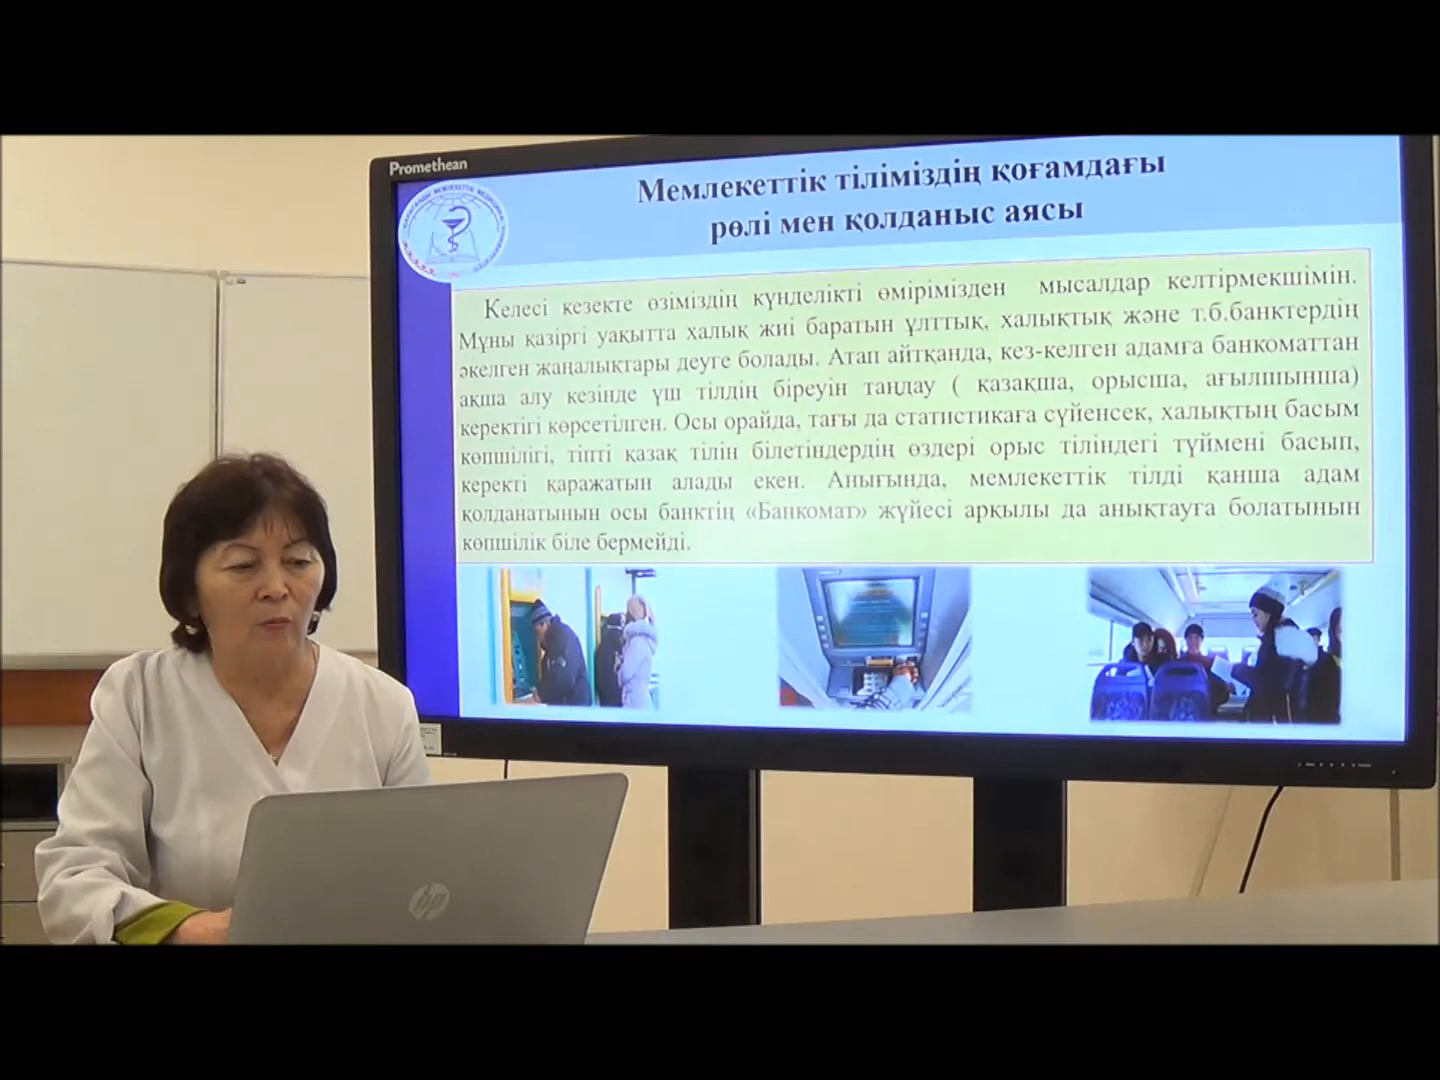 Promethean
Мемлекеттік тіліміздің қоғамдағы
рөлі мен қолданыс аясы
Келесі кезекте өзіміздің күнделікті өмірімізден мысалдар келтірмекшімін.
Мұны қазіргі уақытта халық жиі баратын ұлттық, халықтық және т.б.банктердің
әкелген жаңалықтары деуге болады. Атап айтқанда, кез-келген адамға банкоматтан
ақша алу кезінде үш тілдің біреуін таңдау ( қазақша, орысша, ағылшынша)
керектігі көрсетілген. Осы орайда, тағы да статистикаға сүйенсек, халықтың басым
көпшілігі, тіпті қазақ тілін білетіндердің өздері орыс тіліндегі түймені басып,
керекті қаражатын алады екен. Анығында, мемлекеттік тілді қанша адам
қолданатынын осы банктің «Банкомат» жүйесі арқылы да анықтауға болатынын
көпшілік біле бермейді.
hp